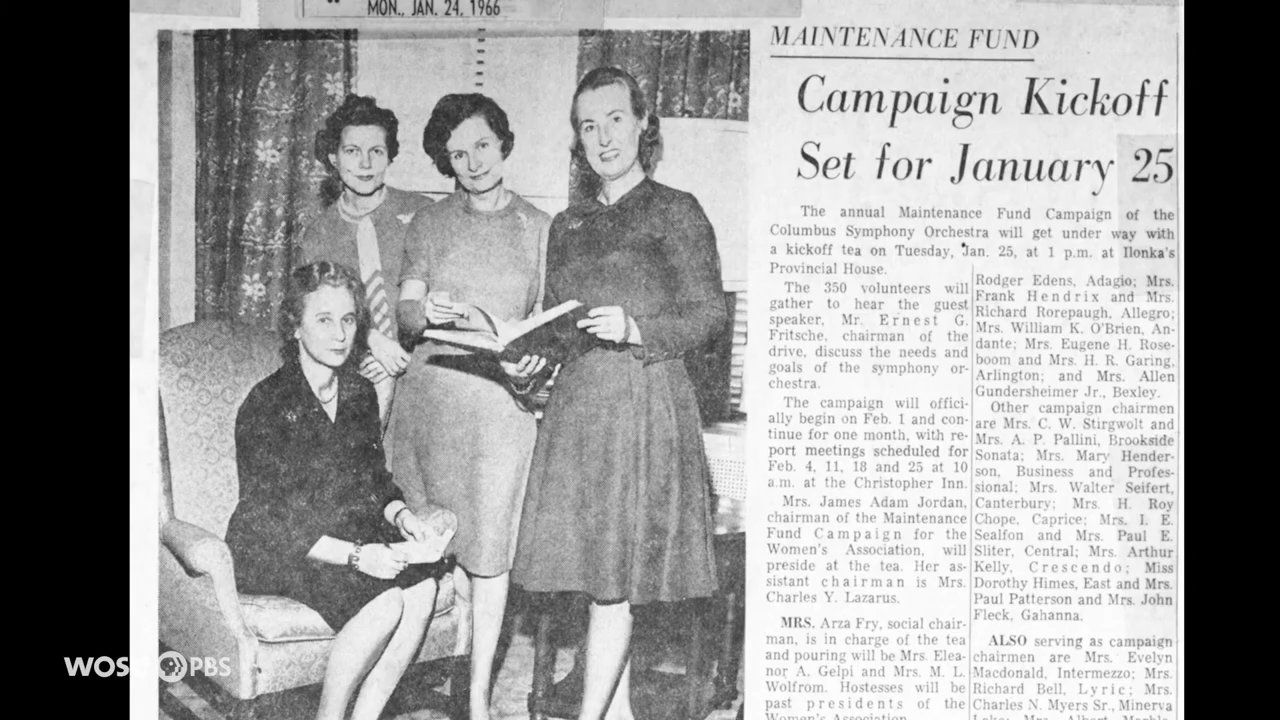 MON., JAN. 24, 1966
MAINTENANCE FUND
Campaign Kickoff
Set for January 25
The annual Maintenance Fund Campaign of the
Columbus Symphony Orchestra will get under way with
a kickoff tea on Tuesday, Jan. 25, at 1 p.m. at Ilonka's
Provincial House.
The 350 volunteers will
gather to hear the guest
speaker, Mr. Ernest G.
Fritsche, chairman of the
drive, discuss the needs and
goals of the symphony or-
chestra.
The campaign will offici-
ally begin on Feb. 1 and con-
tinue for one month, with re-
port meetings scheduled for
Feb. 4, 11, 18 and 25 at 10
a.m. at the Christopher Inn.
Mrs. James Adam Jordan,
chairman of the Maintenance
Fund Campaign for the
Women's Association, will
preside at the tea. Her as-
sistant chairman is Mrs.
Charles Y. Lazarus.
MRS. Arza Fry, social chair-
man, is in charge of the tea
and pouring will be Mrs. Elea-
nor A. Gelpi and Mrs. M. L.
Wolfrom. Hostesses will be
past presidents of the
Women's Association.
Rodger Edens, Adagio; Mrs.
Frank Hendrix and Mrs.
Richard Rorepaugh, Allegro;
Mrs. William K. O'Brien, An-
dante; Mrs. Eugene H. Rose-
boom and Mrs. H. R. Garing,
Arlington; and Mrs. Allen
Gundersheimer Jr., Bexley.
Other campaign chairmen
are Mrs. C. W. Stirgwolt and
Mrs. A. P. Pallini, Brookside
Sonata; Mrs. Mary Hender-
son, Business and Profes-
sional; Mrs. Walter Seifert,
Canterbury; Mrs. H. Roy
Chope, Caprice; Mrs. I. E.
Sealfon and Mrs. Paul E.
Sliter, Central; Mrs. Arthur
Kelly, Crescendo; Miss
Dorothy Himes, East and Mrs.
Paul Patterson and Mrs. John
Fleck, Gahanna.
ALSO serving as campaign
chairmen are Mrs. Evelyn
Macdonald, Intermezzo; Mrs.
Richard Bell, Lyric; Mrs.
Charles N. Myers Sr., Minerva
WOSU PBS